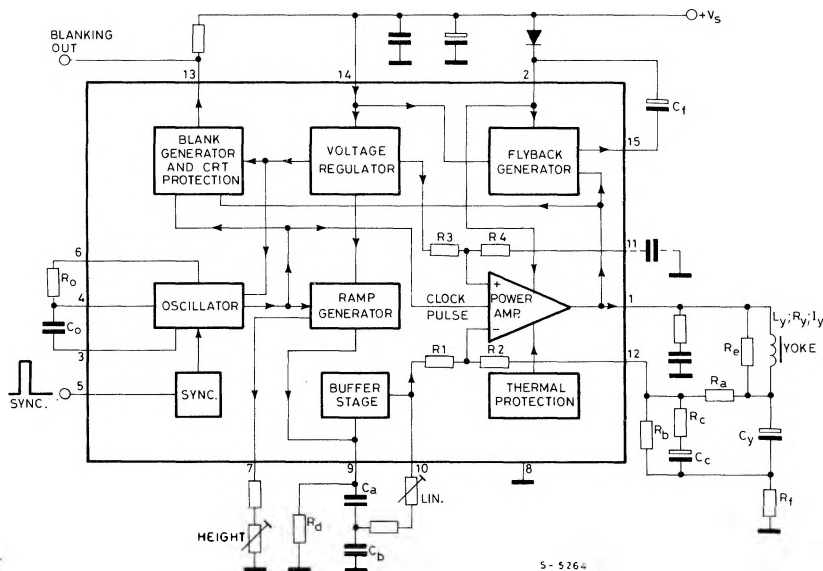 +Vs
BLANKING
OUT
13
14
2
Cf
15
BLANK
GENERATOR
AND CRT
PROTECTION
VOLTAGE
REGULATOR
FLYBACK
GENERATOR
R3
R4
11
6
Ro
4
Co
3
OSCILLATOR
RAMP
GENERATOR
CLOCK
PULSE
+
POWER
AMP.
-
1
Ly;Ry;Iy
YOKE
Re
R1
R2
12
Ra
SYNC.
5
SYNC.
BUFFER
STAGE
THERMAL
PROTECTION
Rb
Rc
Cc
Cy
Rf
7
9
10
8
Ca
LIN.
Rd
HEIGHT
Cb
S-5264